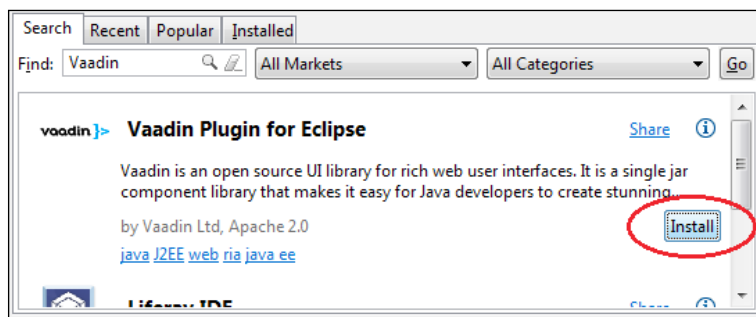 Search Recent Popular Installed
Find: Vaadin All Markets All Categories Go
vaadin }> Vaadin Plugin for Eclipse Share
Vaadin is an open source UI library for rich web user interfaces. It is a single jar
component library that makes it easy for Java developers to create stunning...
by Vaadin Ltd, Apache 2.0 Install
java J2EE web ria java ee
Liferay IDE Share